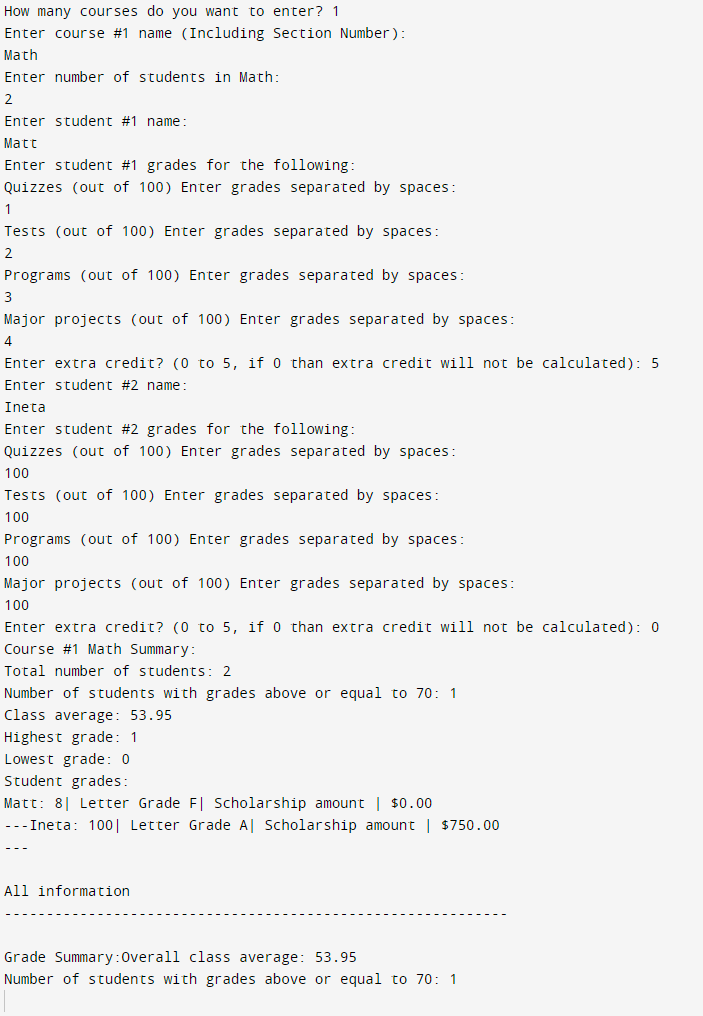 How many courses do you want to enter? 1
Enter course #1 name (Including Section Number):
Math
Enter number of students in Math:
2
Enter student #1 name:
Matt
Enter student #1 grades for the following:
Quizzes (out of 100) Enter grades separated by spaces:
1
Tests (out of 100) Enter grades separated by spaces:
2
Programs (out of 100) Enter grades separated by spaces:
3
Major projects (out of 100) Enter grades separated by spaces:
4
Enter extra credit? (0 to 5, if 0 than extra credit will not be calculated): 5
Enter student #2 name:
Ineta
Enter student #2 grades for the following:
Quizzes (out of 100) Enter grades separated by spaces:
100
Tests (out of 100) Enter grades separated by spaces:
100
Programs (out of 100) Enter grades separated by spaces:
100
Major projects (out of 100) Enter grades separated by spaces:
100
Enter extra credit? (0 to 5, if 0 than extra credit will not be calculated): 0
Course #1 Math Summary:
Total number of students: 2
Number of students with grades above or equal to 70: 1
Class average: 53.95
Highest grade: 1
Lowest grade: 0
Student grades:
Matt: 8| Letter Grade F| Scholarship amount | $0.00
---Ineta: 100| Letter Grade A| Scholarship amount | $750.00
---
All information
------------------------------------------------------------
Grade Summary:Overall class average: 53.95
Number of students with grades above or equal to 70: 1